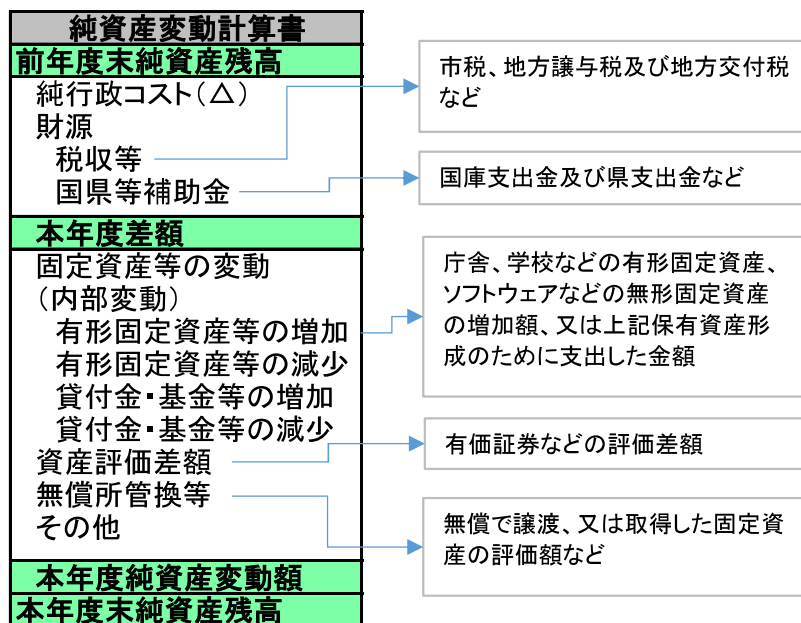 純資産変動計算書
前年度末純資産残高
純行政コスト(△)
財源
税収等
国県等補助金
本年度差額
固定資産等の変動
(内部変動)
有形固定資産等の増加
有形固定資産等の減少
貸付金・基金等の増加
貸付金・基金等の減少
資産評価差額
無償所管換等
その他
本年度純資産変動額
本年度末純資産残高
市税、地方譲与税及び地方交付税
など
国庫支出金及び県支出金など
庁舎、学校などの有形固定資産、
ソフトウェアなどの無形固定資産
の増加額、又は上記保有資産形
成のために支出した金額
有価証券などの評価差額
無償で譲渡、又は取得した固定資
産の評価額など